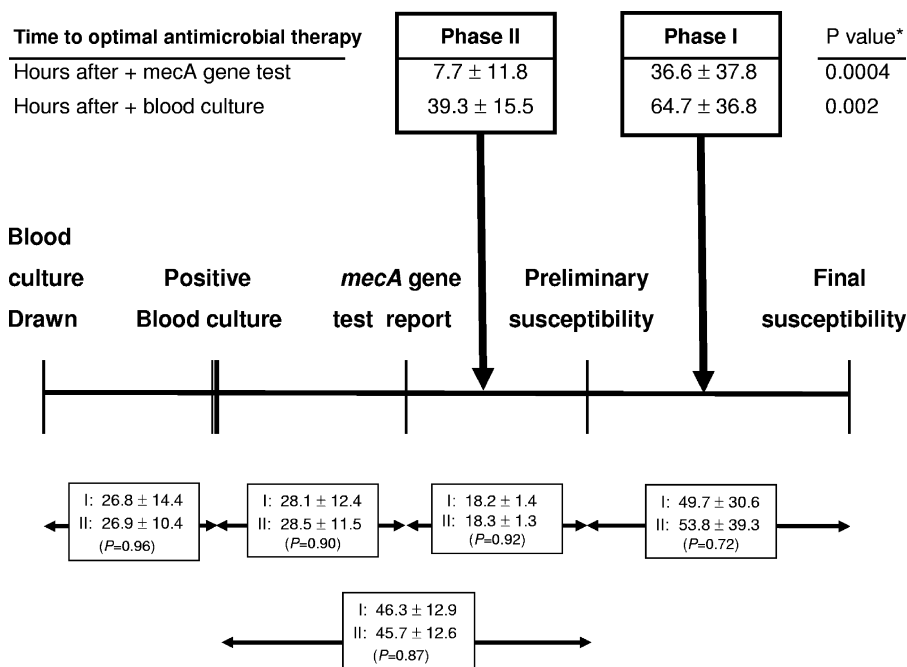 Time to optimal antimicrobial therapy Phase II Phase I P value*
Hours after + mecA gene test 7.7 ± 11.8 36.6 ± 37.8 0.0004
Hours after + blood culture 39.3 ± 15.5 64.7 ± 36.8 0.002
Blood
culture Positive mecA gene Preliminary Final
Drawn Blood culture test report susceptibility susceptibility
I: 26.8 ± 14.4
II: 26.9 ± 10.4
(P=0.96)
I: 28.1 ± 12.4
II: 28.5 ± 11.5
(P=0.90)
I: 18.2 ± 1.4
II: 18.3 ± 1.3
(P=0.92)
I: 49.7 ± 30.6
II: 53.8 ± 39.3
(P=0.72)
I: 46.3 ± 12.9
II: 45.7 ± 12.6
(P=0.87)